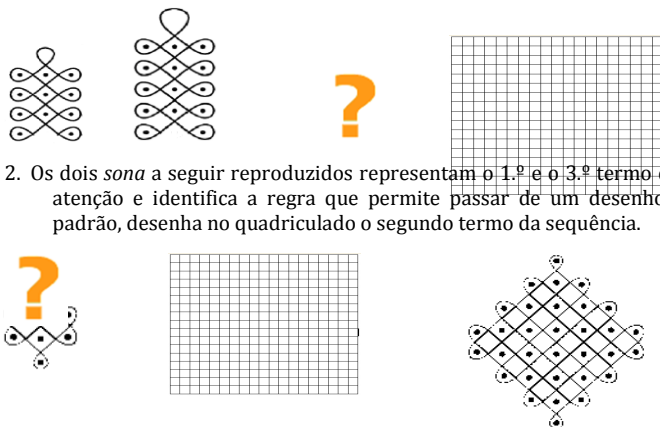 ?
2. Os dois sona a seguir reproduzidos representam o 1.º e o 3.º termo
atenção e identifica a regra que permite passar de um desenho
padrão, desenha no quadriculado o segundo termo da sequência.
?